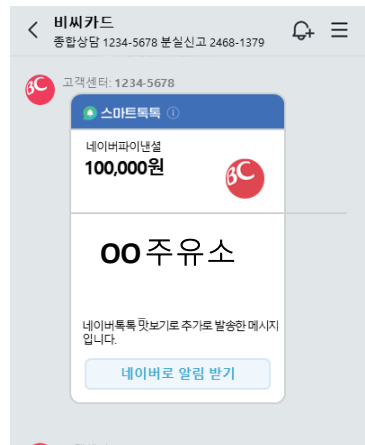 비씨카드
종합상담 1234-5678 분실신고 2468-1379
BC
고객센터: 1234-5678
스마트톡톡
네이버파이낸셜
100,000원
BC
OO주유소
네이버톡톡 맛보기로 추가로 발송한 메시지
입니다.
네이버로 알림 받기